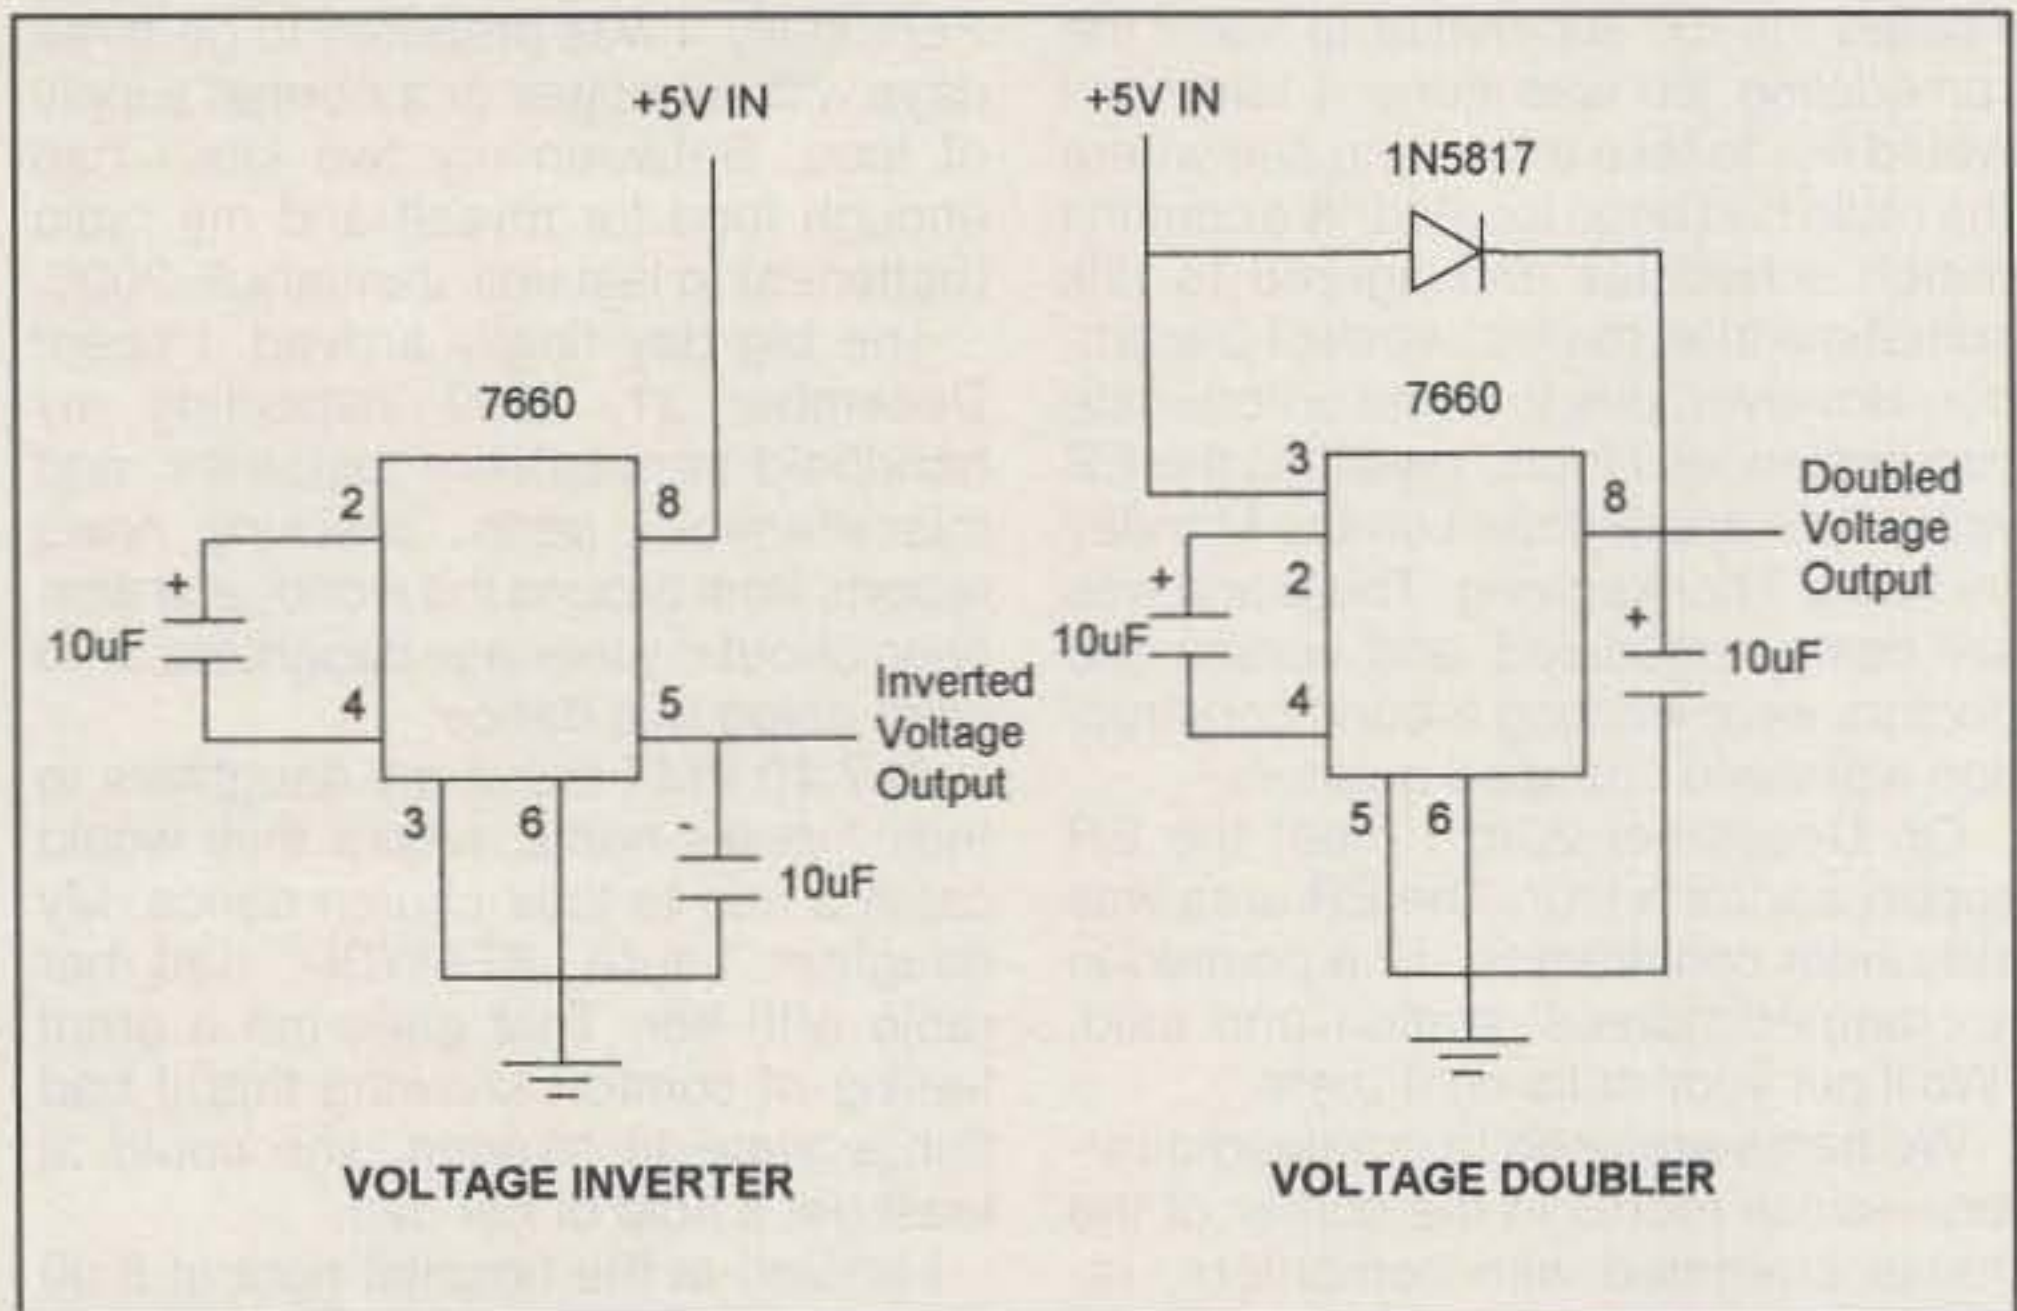 +5V IN
7660
2
8
+
10uF
4
5
Inverted
Voltage
Output
3
6
-
10uF
VOLTAGE INVERTER
+5V IN
1N5817
7660
3
8
Doubled
Voltage
Output
+
2
10uF
4
+
10uF
5
6
VOLTAGE DOUBLER